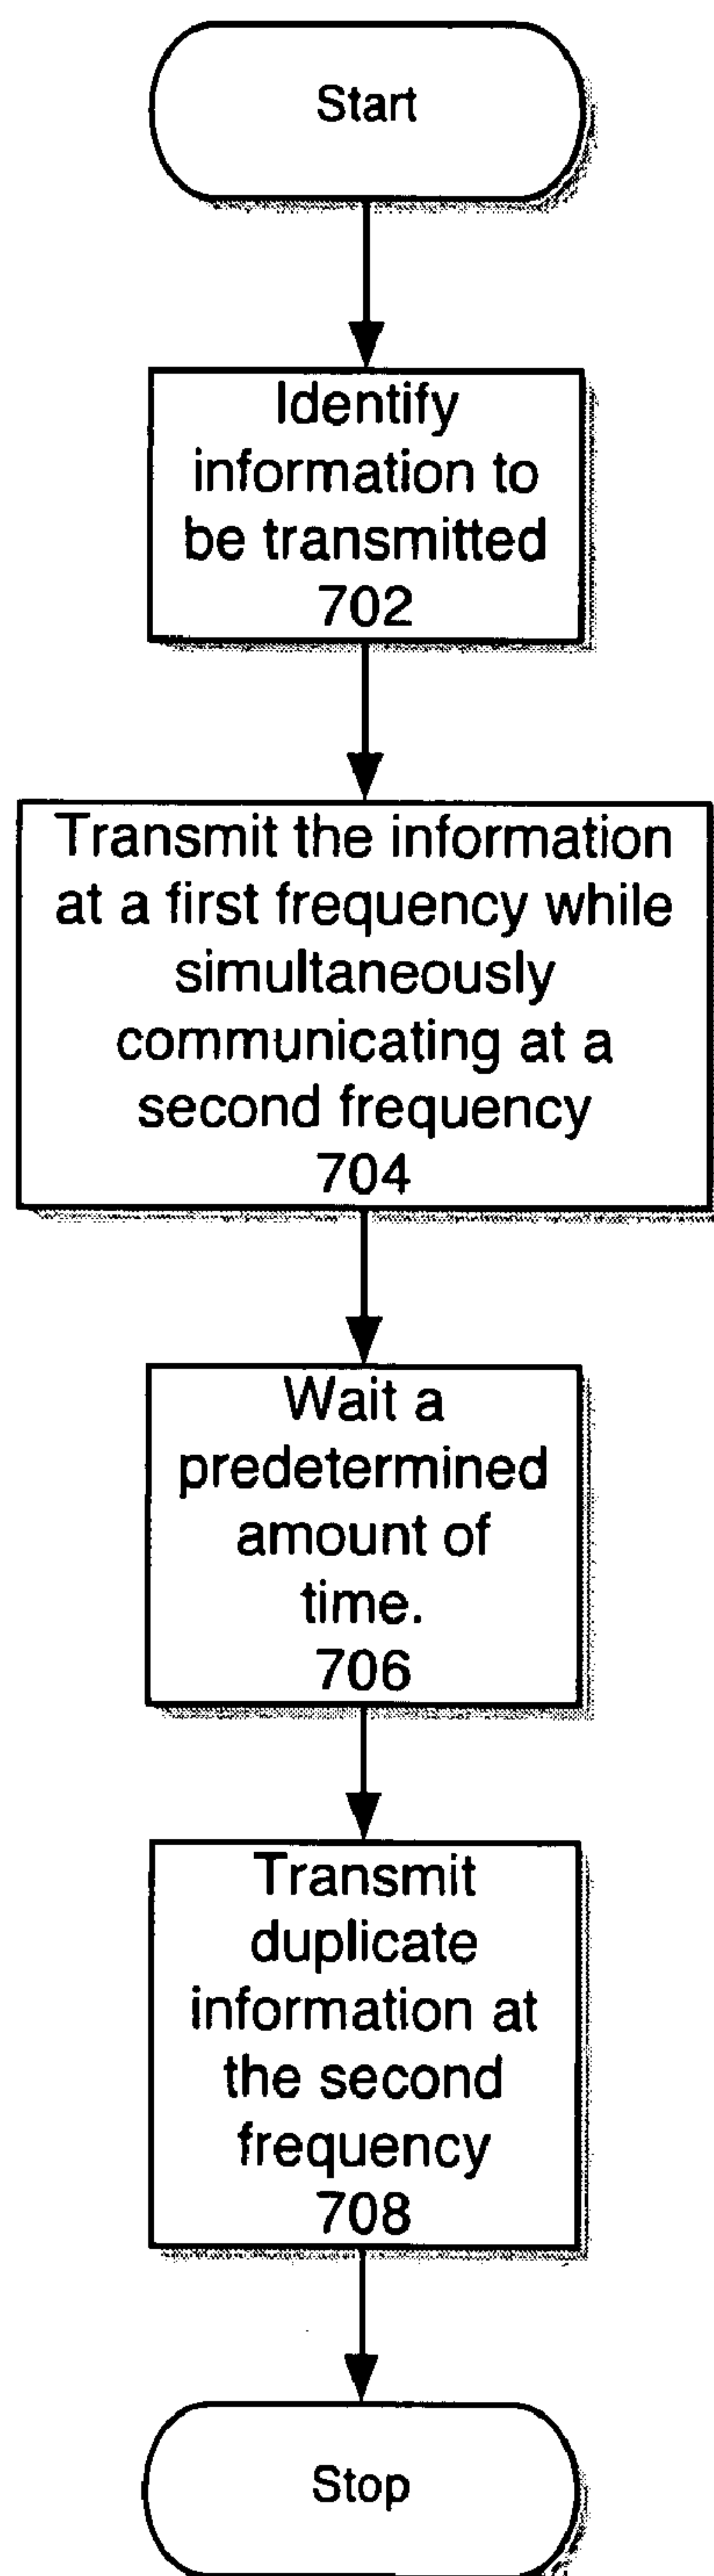 Start
Identify
information to
be transmitted
702
Transmit the information
at a first frequency while
simultaneously
communicating at a
second frequency
704
Wait a
predetermined
amount of
time.
706
Transmit
duplicate
information at
the second
frequency
708
Stop